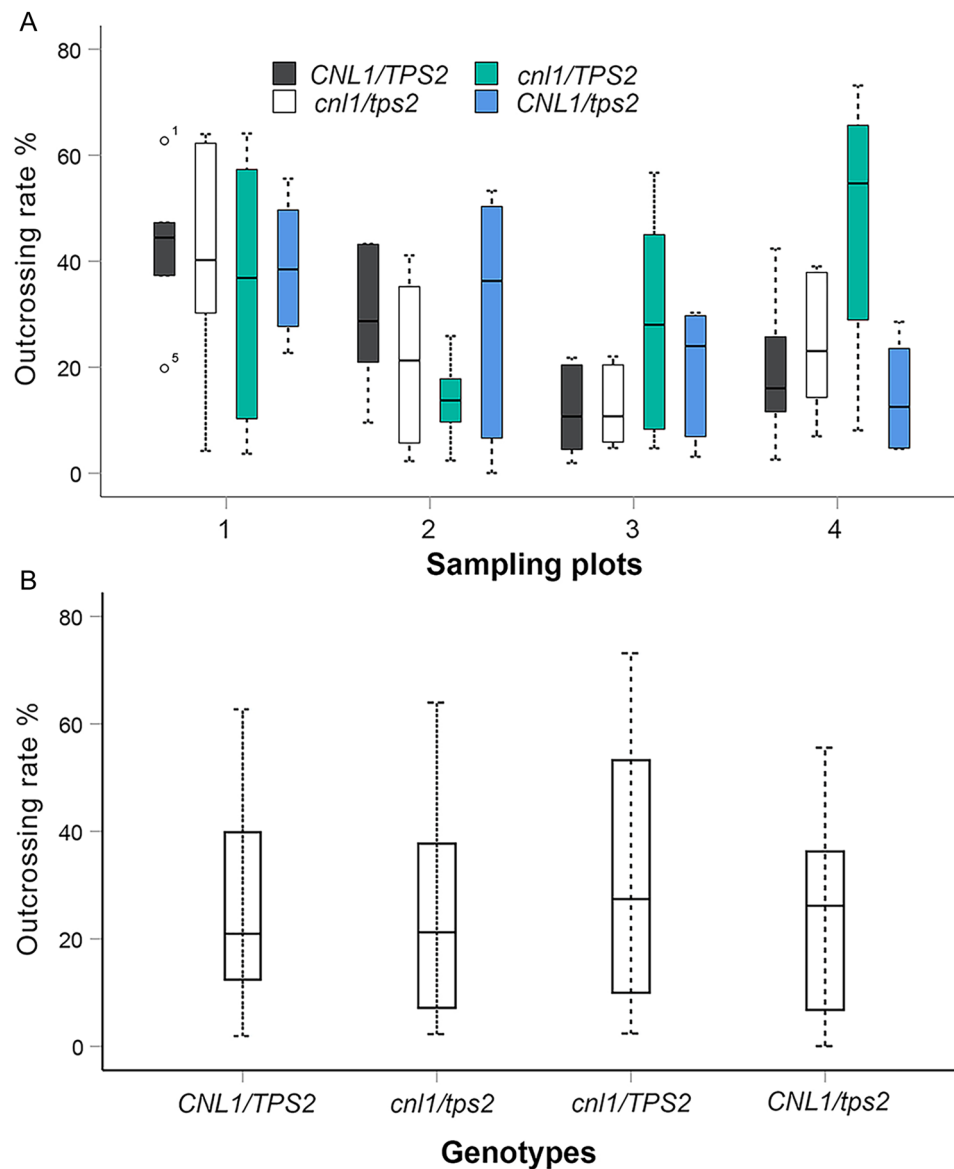 A
80
60
40
20
0
Outcrossing rate %
CNL1/TPS2
cnl1/TPS2
cnl1/tps2
CNL1/tps2
1
5
1
2
3
4
Sampling plots
B
80
60
40
20
0
Outcrossing rate %
CNL1/TPS2
cnl1/tps2
cnl1/TPS2
CNL1/tps2
Genotypes